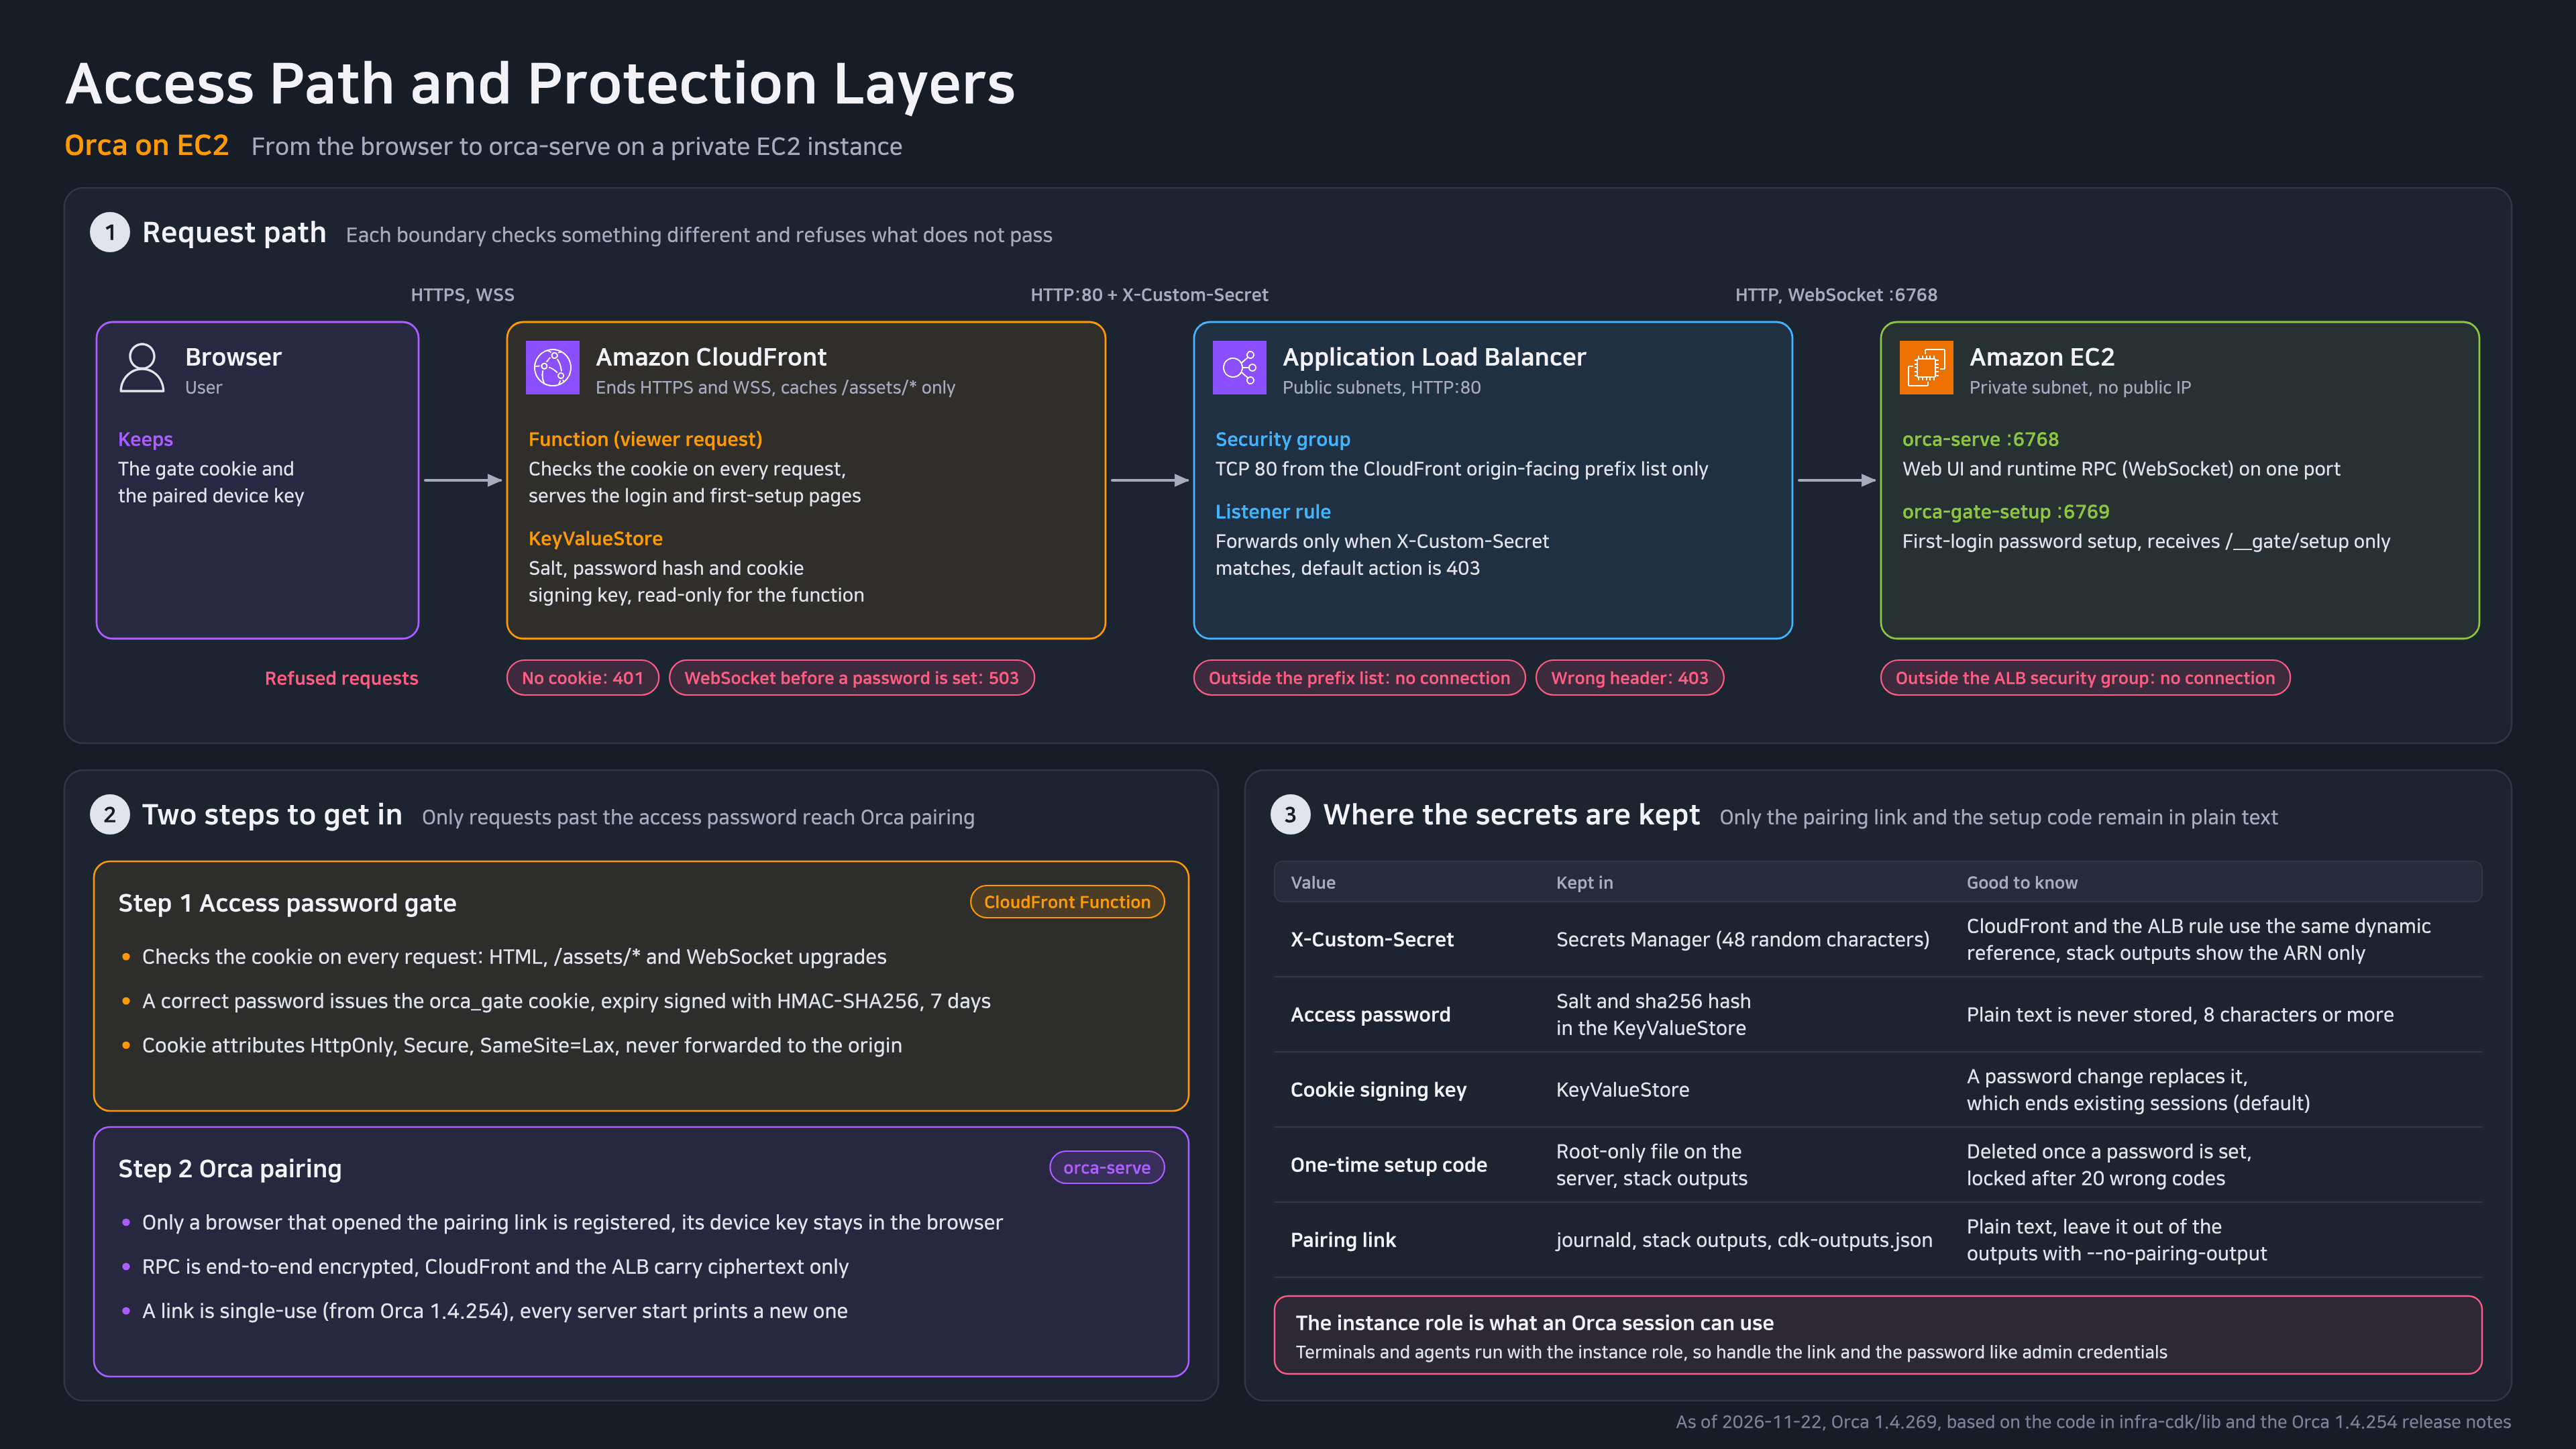 Access Path and Protection Layers
Orca on EC2 From the browser to orca-serve on a private EC2 instance
1 Request path Each boundary checks something different and refuses what does not pass
HTTPS, WSS
HTTP:80 + X-Custom-Secret
HTTP, WebSocket :6768
Browser
User
Keeps
The gate cookie and
the paired device key
Amazon CloudFront
Ends HTTPS and WSS, caches /assets/* only
Function (viewer request)
Checks the cookie on every request,
serves the login and first-setup pages
KeyValueStore
Salt, password hash and cookie
signing key, read-only for the function
Application Load Balancer
Public subnets, HTTP:80
Security group
TCP 80 from the CloudFront origin-facing prefix list only
Listener rule
Forwards only when X-Custom-Secret
matches, default action is 403
Amazon EC2
Private subnet, no public IP
orca-serve :6768
Web UI and runtime RPC (WebSocket) on one port
orca-gate-setup :6769
First-login password setup, receives /__gate/setup only
Refused requests
No cookie: 401
WebSocket before a password is set: 503
Outside the prefix list: no connection
Wrong header: 403
Outside the ALB security group: no connection
2 Two steps to get in Only requests past the access password reach Orca pairing
Step 1 Access password gate
CloudFront Function
• Checks the cookie on every request: HTML, /assets/* and WebSocket upgrades
• A correct password issues the orca_gate cookie, expiry signed with HMAC-SHA256, 7 days
• Cookie attributes HttpOnly, Secure, SameSite=Lax, never forwarded to the origin
Step 2 Orca pairing
orca-serve
• Only a browser that opened the pairing link is registered, its device key stays in the browser
• RPC is end-to-end encrypted, CloudFront and the ALB carry ciphertext only
• A link is single-use (from Orca 1.4.254), every server start prints a new one
3 Where the secrets are kept Only the pairing link and the setup code remain in plain text
Value Kept in Good to know
X-Custom-Secret
Secrets Manager (48 random characters)
CloudFront and the ALB rule use the same dynamic
reference, stack outputs show the ARN only
Access password
Salt and sha256 hash
in the KeyValueStore
Plain text is never stored, 8 characters or more
Cookie signing key
KeyValueStore
A password change replaces it,
which ends existing sessions (default)
One-time setup code
Root-only file on the
server, stack outputs
Deleted once a password is set,
locked after 20 wrong codes
Pairing link
journald, stack outputs, cdk-outputs.json
Plain text, leave it out of the
outputs with --no-pairing-output
The instance role is what an Orca session can use
Terminals and agents run with the instance role, so handle the link and the password like admin credentials
As of 2026-11-22, Orca 1.4.269, based on the code in infra-cdk/lib and the Orca 1.4.254 release notes